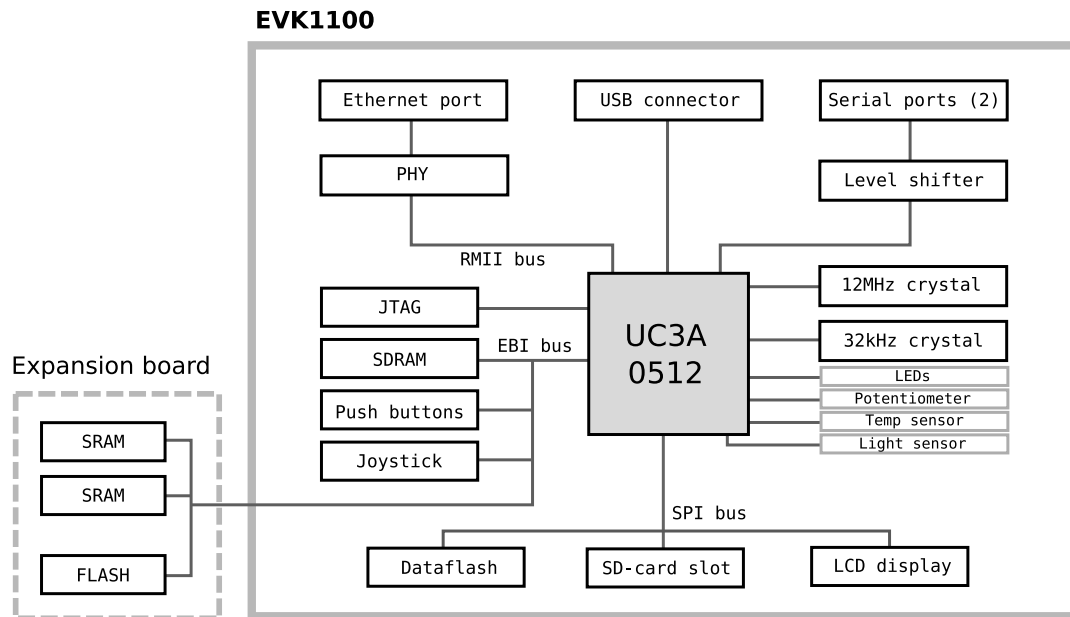 EVK1100
Ethernet port
USB connector
Serial ports (2)
PHY
Level shifter
RMII bus
12MHz crystal
JTAG
UC3A
0512
EBI bus
32kHz crystal
SDRAM
Expansion board
LEDs
Potentiometer
Push buttons
Temp sensor
SRAM
Light sensor
Joystick
SRAM
SPI bus
FLASH
Dataflash
SD-card slot
LCD display